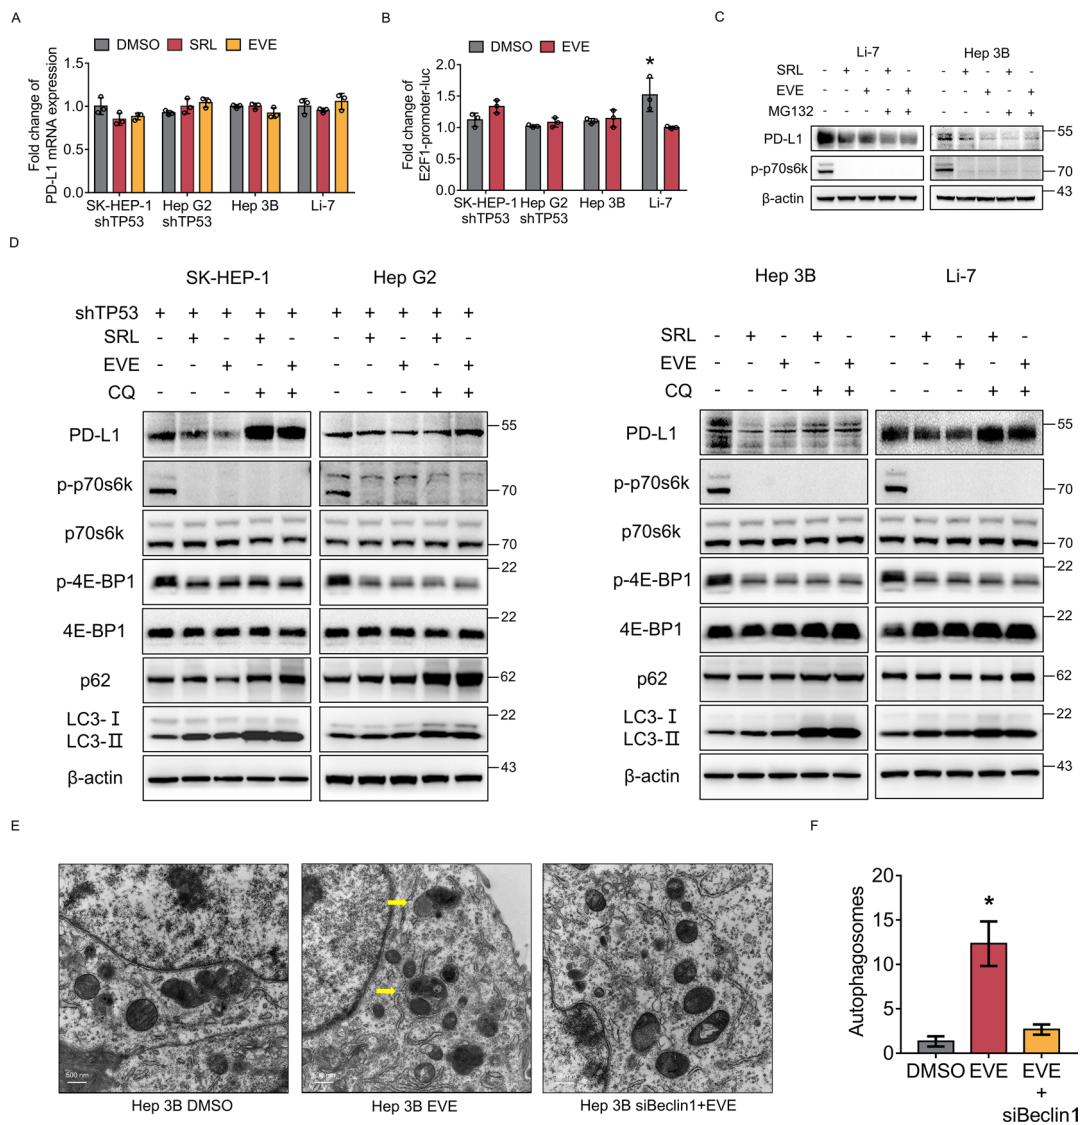 A
DMSO SRL EVE
Fold change of
PD-L1 mRNA expression
1.5
1.0
0.5
0.0
SK-HEP-1
shTP53
Hep G2
shTP53
Hep 3B
Li-7
B
DMSO EVE
Fold change of
E2F1-promoter-luc
2.0
1.5
1.0
0.5
0.0
*
SK-HEP-1
shTP53
Hep G2
shTP53
Hep 3B
Li-7
C
Li-7 Hep 3B
SRL - + - + - - + - + -
EVE - - + - + - - + - +
MG132 - - - + + - - - + +
PD-L1 55
p-p70s6k 70
β-actin 43
D
SK-HEP-1 Hep G2
shTP53 + + + + + + + + + +
SRL - + - + - - + - + -
EVE - - + - + - - + - +
CQ - - - + + - - - + +
PD-L1 55
p-p70s6k 70
p70s6k 70
p-4E-BP1 22
4E-BP1 22
p62 62
LC3-Ⅰ 22
LC3-Ⅱ
β-actin 43
Hep 3B Li-7
SRL - + - + - - + - + -
EVE - - + - + - - + - +
CQ - - - + + - - - + +
PD-L1 55
p-p70s6k 70
p70s6k 70
p-4E-BP1 22
4E-BP1 22
p62 62
LC3-Ⅰ 22
LC3-Ⅱ
β-actin 43
E
500 nm
Hep 3B DMSO
Hep 3B EVE
Hep 3B siBeclin1+EVE
F
Autophagosomes
20
15
10
5
0
*
DMSO
EVE
EVE
+
siBeclin1